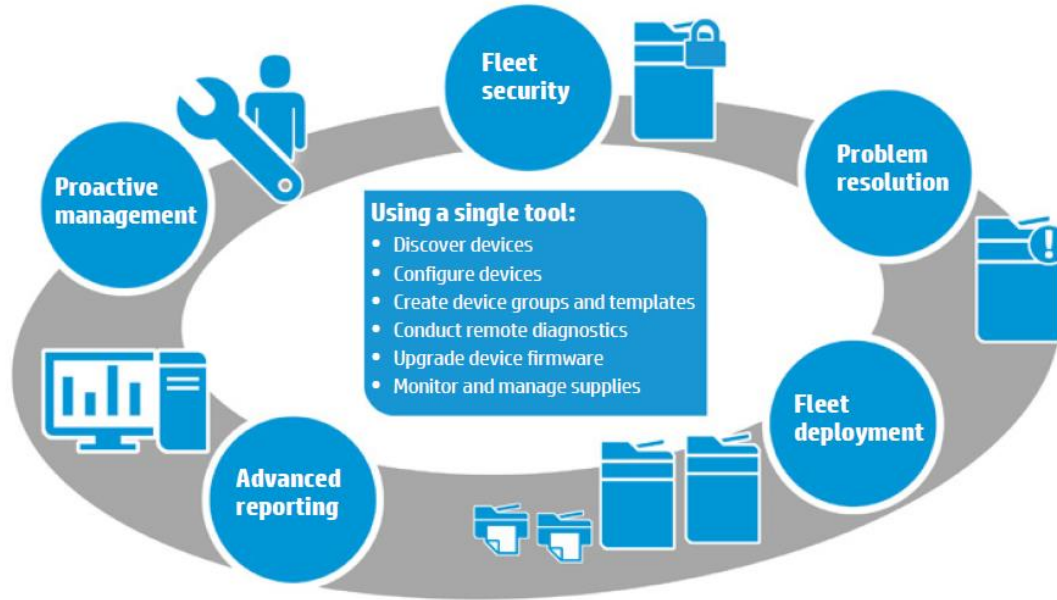 Fleet
security
Problem
resolution
Proactive
management
Using a single tool:
• Discover devices
• Configure devices
• Create device groups and templates
• Conduct remote diagnostics
• Upgrade device firmware
• Monitor and manage supplies
Fleet
deployment
Advanced
reporting